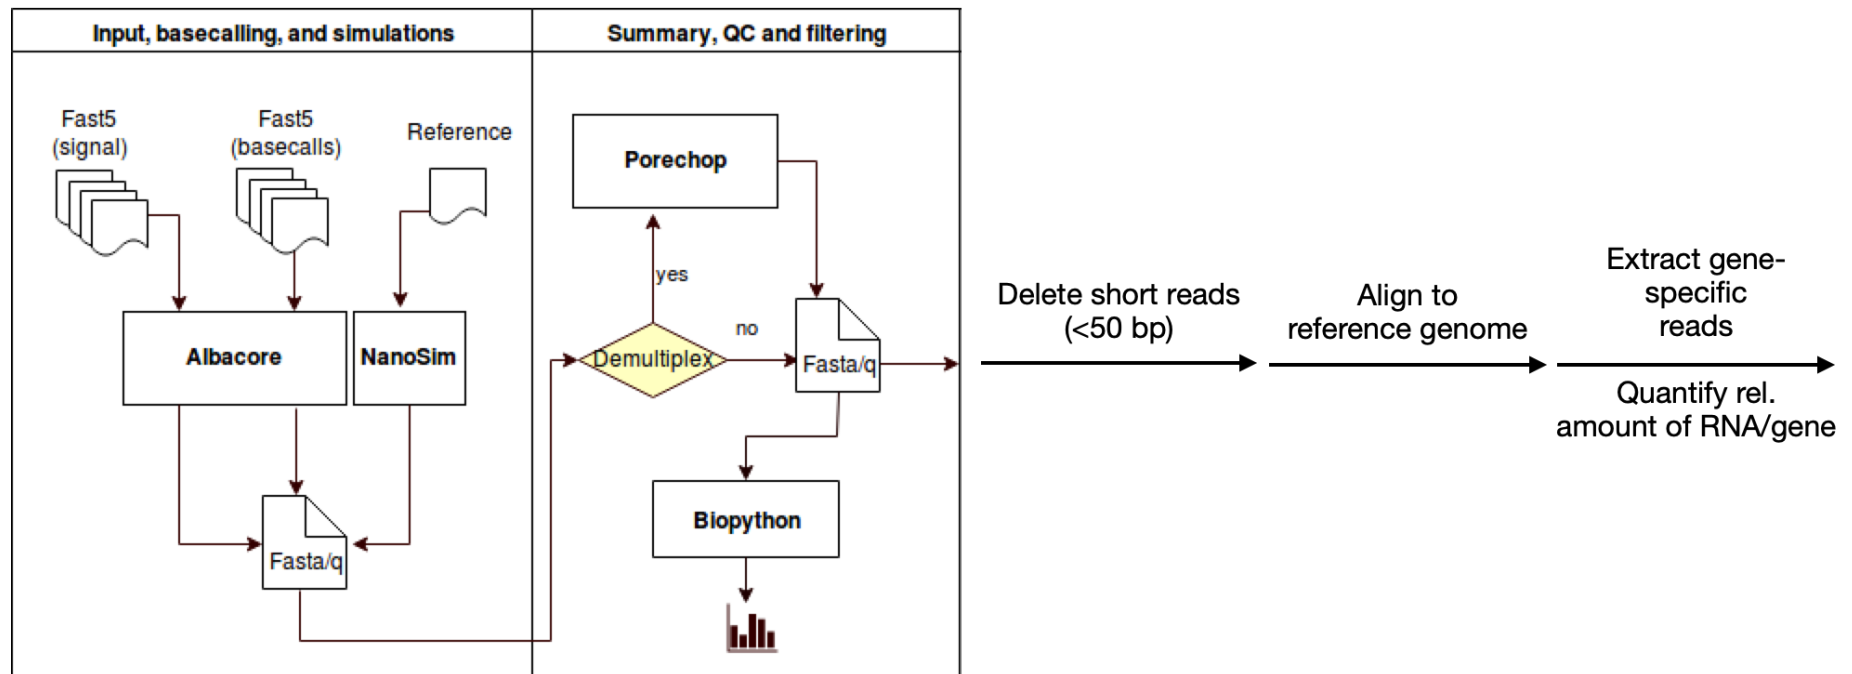 Input, basecalling, and simulations
Summary, QC and filtering
Fast5
(signal)
Fast5
(basecalls)
Reference
Albacore
NanoSim
Fasta/q
Porechop
yes
no
Demultiplex
Fasta/q
Biopython
Delete short reads
(<50 bp)
Align to
reference genome
Extract gene-
specific
reads
Quantify rel.
amount of RNA/gene